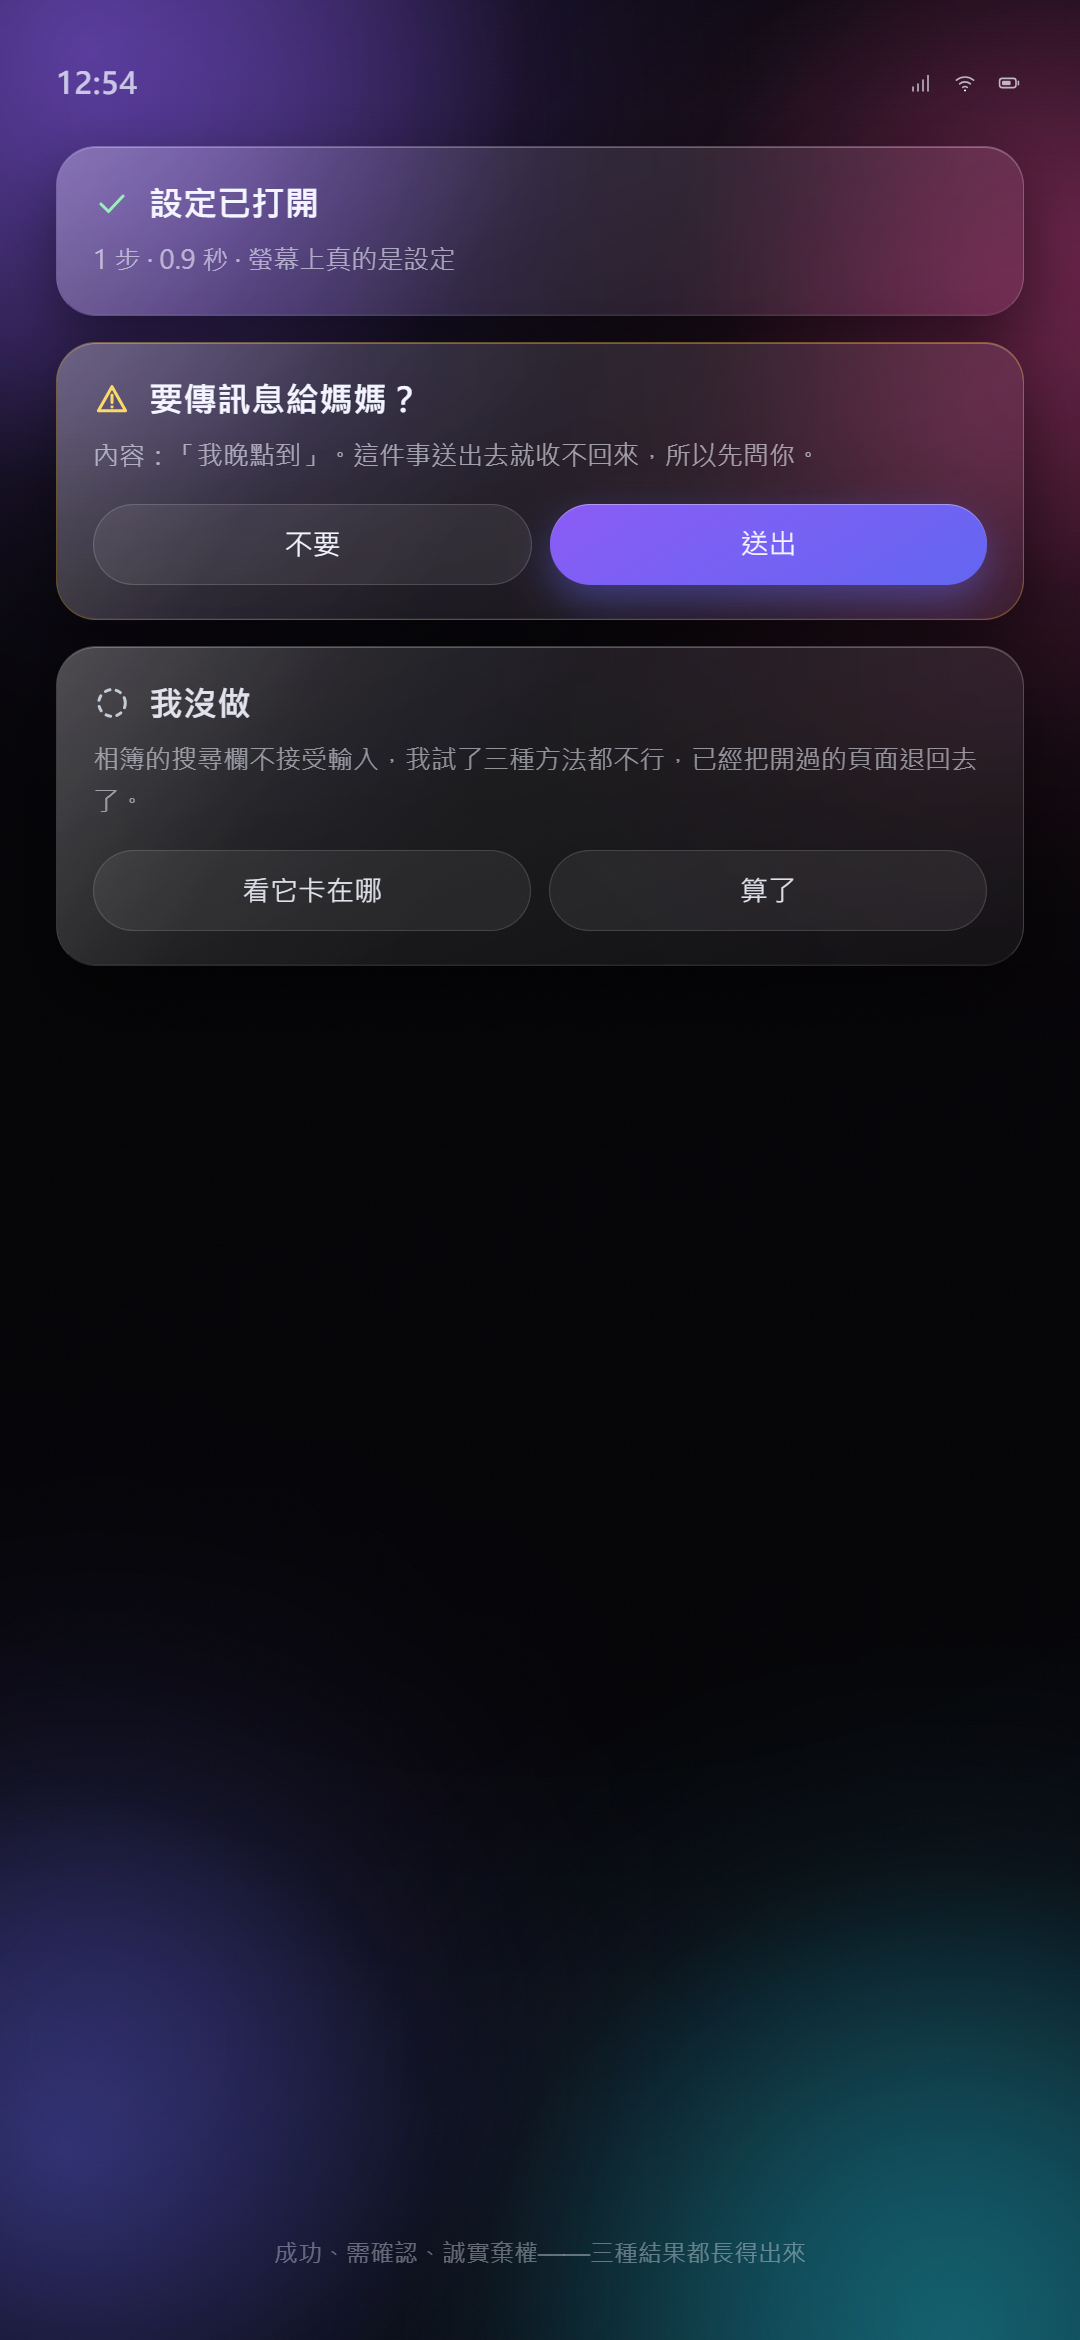 12:54
設定已打開
1 步 · 0.9 秒 · 螢幕上真的是設定
要傳訊息給媽媽？
內容：「我晚點到」。這件事送出去就收不回來，所以先問你。
不要
送出
我沒做
相簿的搜尋欄不接受輸入，我試了三種方法都不行，已經把開過的頁面退回去
了。
看它卡在哪
算了
成功、需確認、誠實棄權——三種結果都長得出來